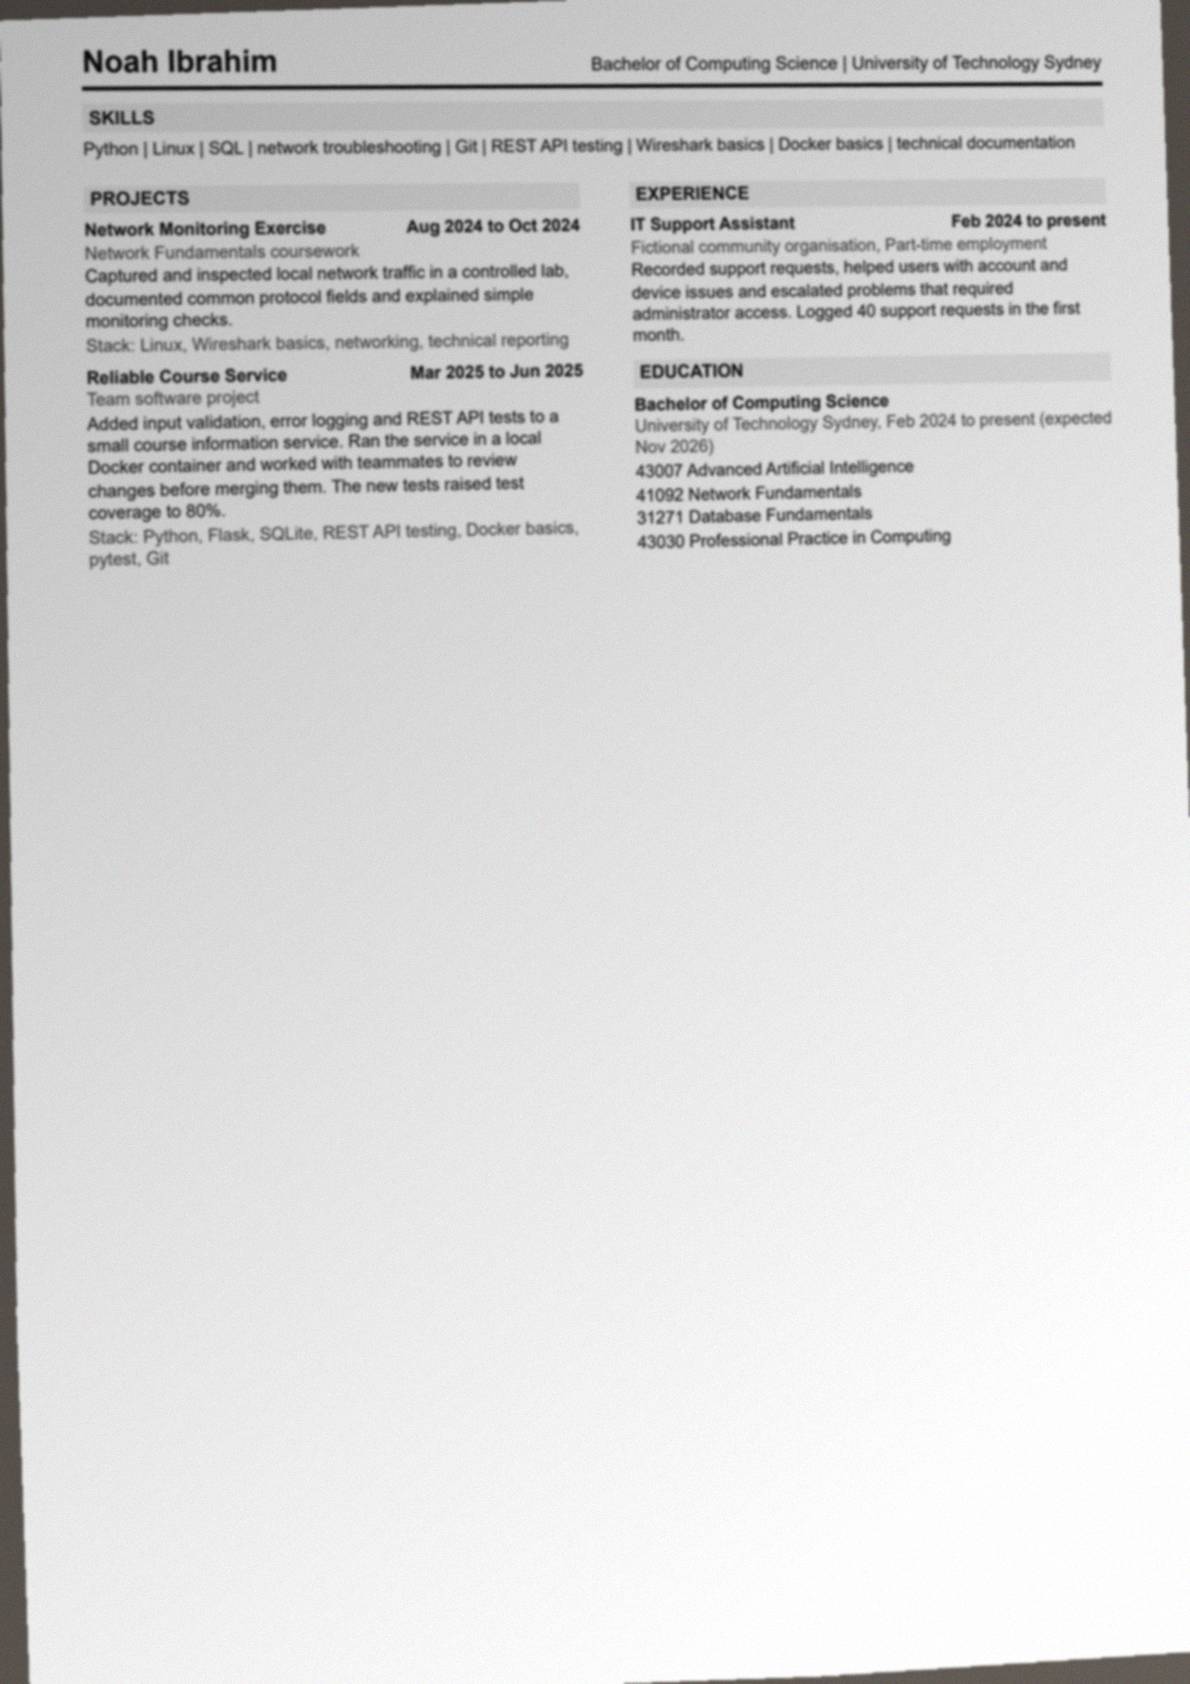 Noah Ibrahim
Bachelor of Computing Science | University of Technology Sydney
SKILLS
Python | Linux | SQL | network troubleshooting | Git | REST API testing | Wireshark basics | Docker basics | technical documentation
PROJECTS
Network Monitoring Exercise Aug 2024 to Oct 2024
Network Fundamentals coursework
Captured and inspected local network traffic in a controlled lab,
documented common protocol fields and explained simple
monitoring checks.
Stack: Linux, Wireshark basics, networking, technical reporting
Reliable Course Service Mar 2025 to Jun 2025
Team software project
Added input validation, error logging and REST API tests to a
small course information service. Ran the service in a local
Docker container and worked with teammates to review
changes before merging them. The new tests raised test
coverage to 80%.
Stack: Python, Flask, SQLite, REST API testing, Docker basics,
pytest, Git
EXPERIENCE
IT Support Assistant Feb 2024 to present
Fictional community organisation, Part-time employment
Recorded support requests, helped users with account and
device issues and escalated problems that required
administrator access. Logged 40 support requests in the first
month.
EDUCATION
Bachelor of Computing Science
University of Technology Sydney, Feb 2024 to present (expected
Nov 2026)
43007 Advanced Artificial Intelligence
41092 Network Fundamentals
31271 Database Fundamentals
43030 Professional Practice in Computing